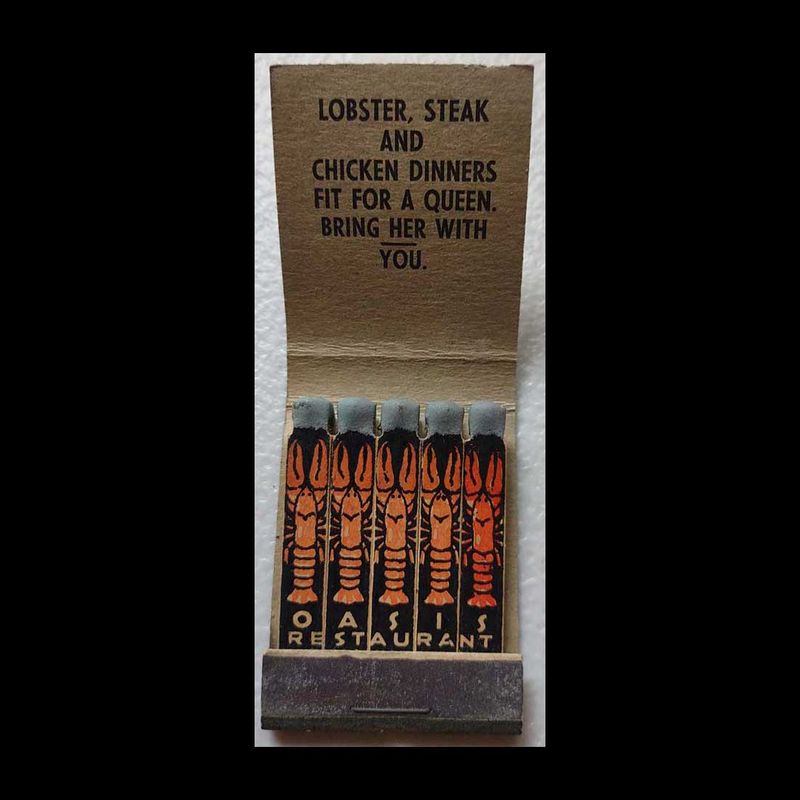 LOBSTER, STEAK
AND
CHICKEN DINNERS
FIT FOR A QUEEN.
BRING HER WITH
YOU.
OASIS
RESTAURANT